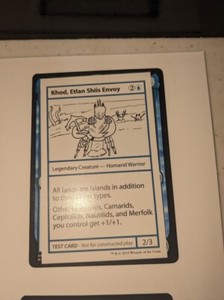 Khod, Etlan Shiis Envoy 2
Legendary Creature — Homarid Warrior
All lands are Islands in addition
to their other types.
Other Homarids, Camarids,
Cephalids, Nautilids, and Merfolk
you control get +1/+1.
TEST CARD - Not for constructed play.
2/3